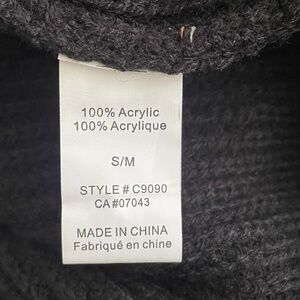 100% Acrylic
100% Acrylique
S/M
STYLE # C9090
CA#07043
MADE IN CHINA
Fabriqué en chine